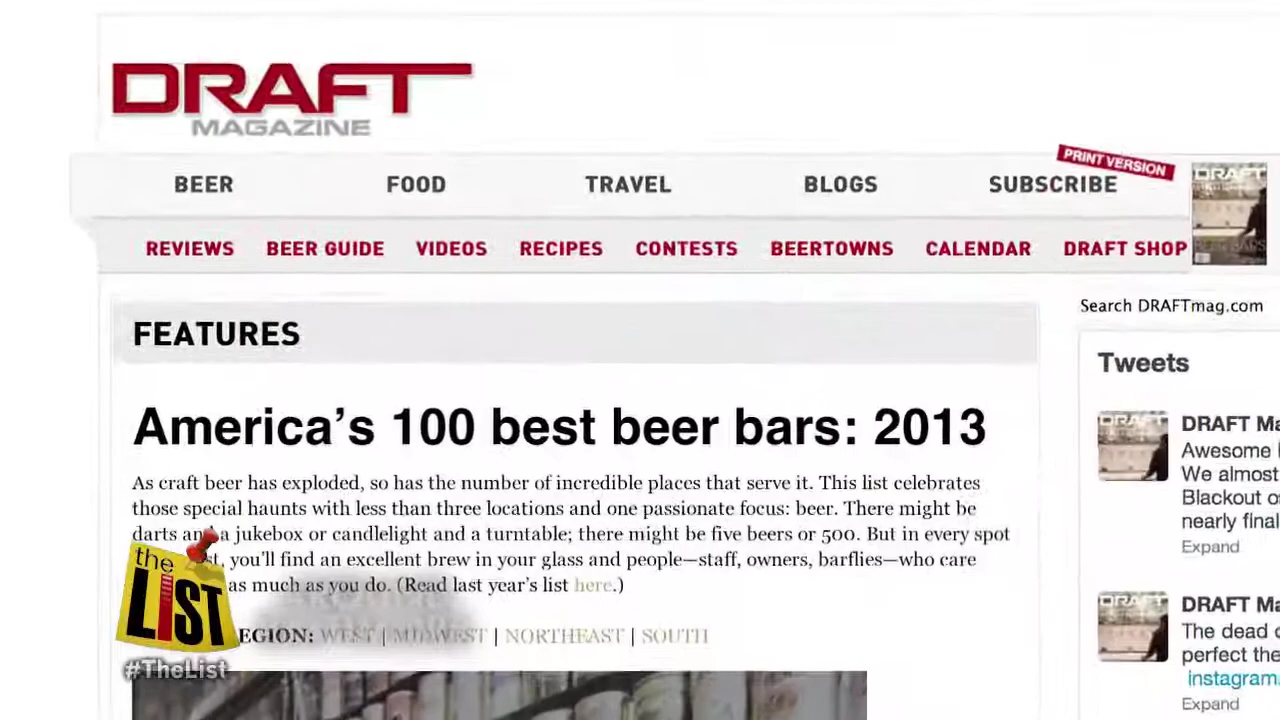 DRAFT
MAGAZINE
PRINT VERSION
BEER FOOD TRAVEL BLOGS SUBSCRIBE
DRAFT
REVIEWS BEER GUIDE VIDEOS RECIPES CONTESTS BEERTOWNS CALENDAR DRAFT SHOP
Search DRAFTmag.com
FEATURES
Tweets
America's 100 best beer bars: 2013
As craft beer has exploded, so has the number of incredible places that serve it. This list celebrates
those special haunts with less than three locations and one passionate focus: beer. There might be
darts and a jukebox or candlelight and a turntable; there might be five beers or 500. But in every spot
you'll find an excellent brew in your glass and people—staff, owners, barflies—who care
as much as you do. (Read last year's list here.)
EGION: WEST | MIDWEST | NORTHEAST | SOUTH
the
LIST
#TheList
DRAFT
DRAFT Ma
Awesome
We almost
Blackout o
nearly final
Expand
DRAFT
DRAFT Ma
The dead o
perfect the
instagram.
Expand